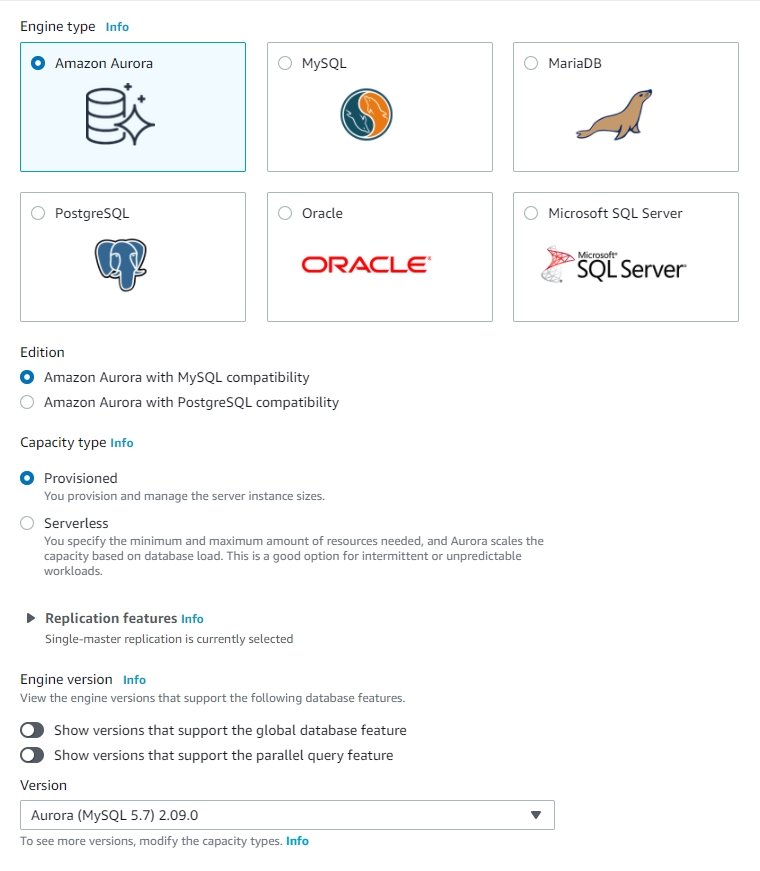 Engine type Info
Amazon Aurora
MySQL
MariaDB
PostgreSQL
Oracle
Microsoft SQL Server
ORACLE
Microsoft
SQL Server
Edition
Amazon Aurora with MySQL compatibility
Amazon Aurora with PostgreSQL compatibility
Capacity type Info
Provisioned
You provision and manage the server instance sizes.
Serverless
You specify the minimum and maximum amount of resources needed, and Aurora scales the
capacity based on database load. This is a good option for intermittent or unpredictable
workloads.
Replication features Info
Single-master replication is currently selected
Engine version Info
View the engine versions that support the following database features.
Show versions that support the global database feature
Show versions that support the parallel query feature
Version
Aurora (MySQL 5.7) 2.09.0
To see more versions, modify the capacity types. Info